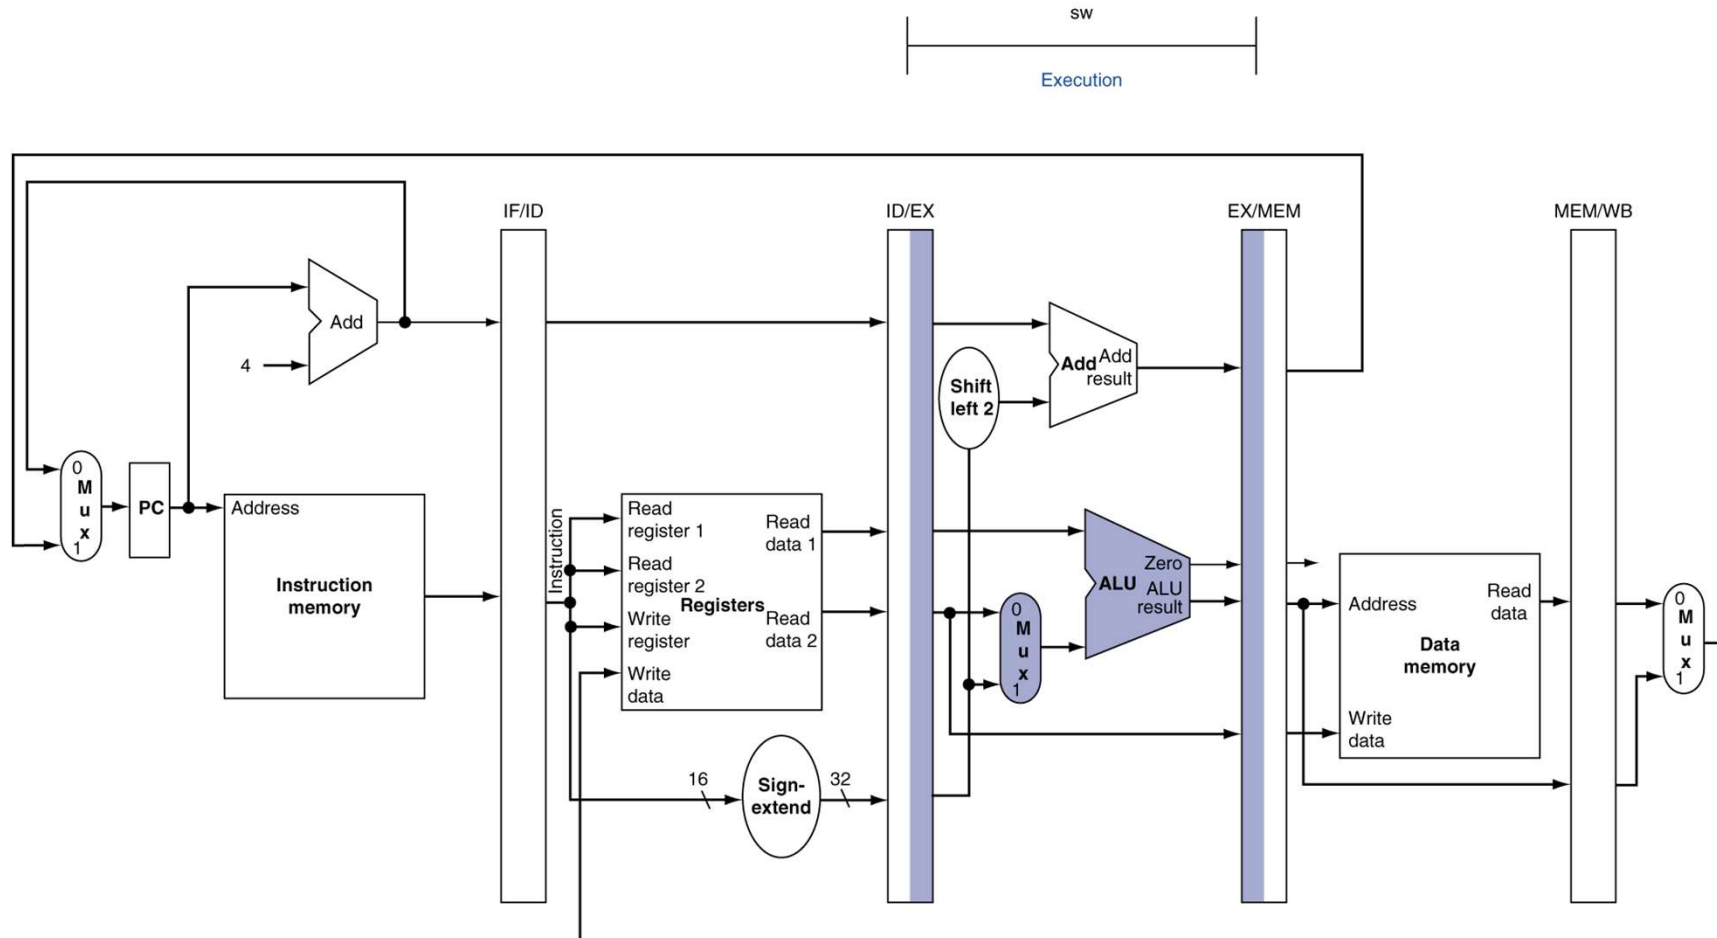 sw
Execution
IF/ID
ID/EX
EX/MEM
MEM/WB
Add
4
Add Add
result
Shift
left 2
0
M
u
x
1
PC
Address
Instruction
memory
Instruction
Read
register 1
Read
register 2
Write
register
Write
data
Registers
Read
data 1
Read
data 2
16
Sign-
extend
32
0
M
u
x
1
ALU
Zero
ALU
result
Address
Read
data
Data
memory
Write
data
0
M
u
x
1